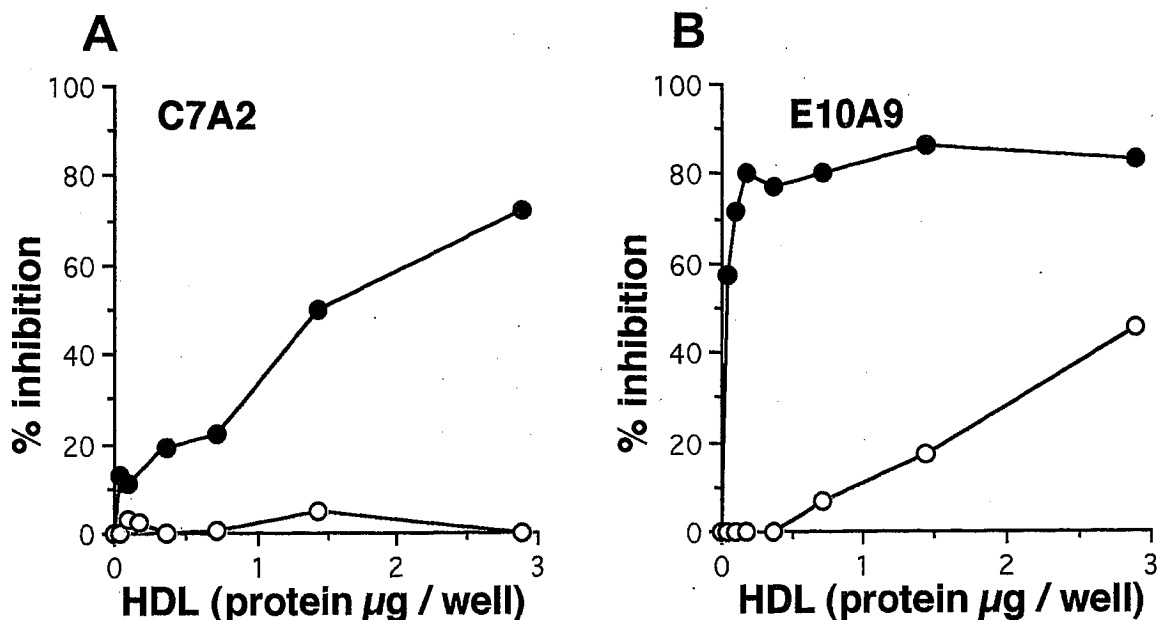 A
C7A2
% inhibition
100
80
60
40
20
0
0 1 2 3
HDL (protein µg / well)
B
E10A9
% inhibition
100
80
60
40
20
0
0 1 2 3
HDL (protein µg / well)